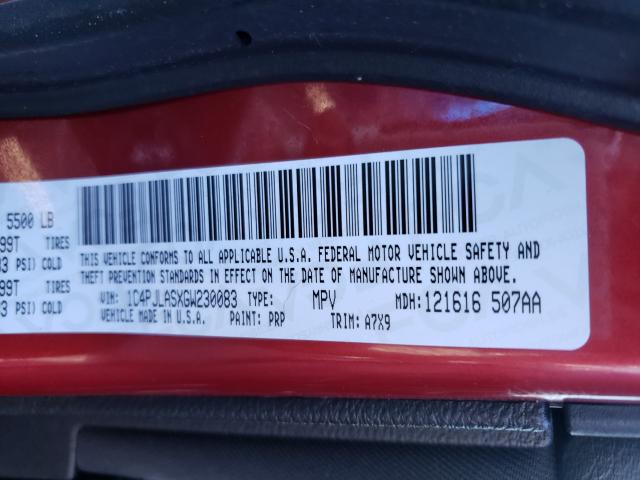 5500 LB
99T TIRES
PSI) COLD
99T TIRES
PSI) COLD
THIS VEHICLE CONFORMS TO ALL APPLICABLE U.S.A. FEDERAL MOTOR VEHICLE SAFETY AND
THEFT PREVENTION STANDARDS IN EFFECT ON THE DATE OF MANUFACTURE SHOWN ABOVE.
VIN: 1C4PJLASXGW230083 TYPE: MPV MDH: 121616 507AA
VEHICLE MADE IN U.S.A. PAINT: PRP TRIM: A7X9